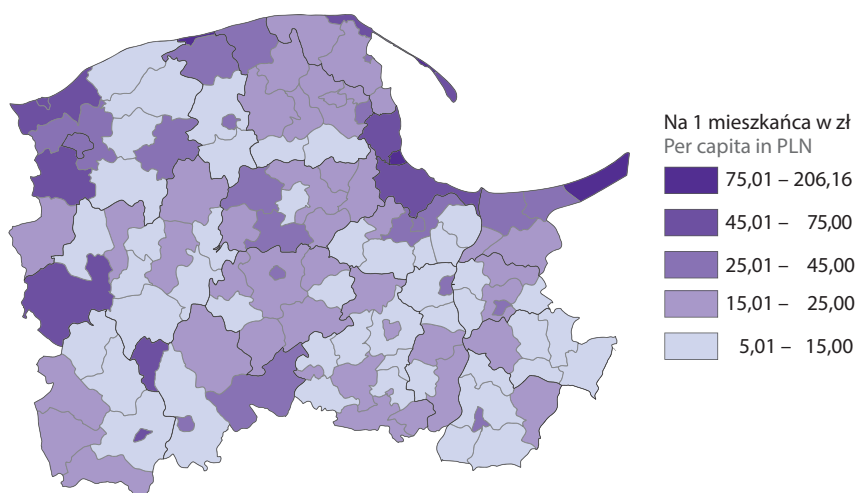 Na 1 mieszkańca w zł
Per capita in PLN
75,01 – 206,16
45,01 – 75,00
25,01 – 45,00
15,01 – 25,00
5,01 – 15,00